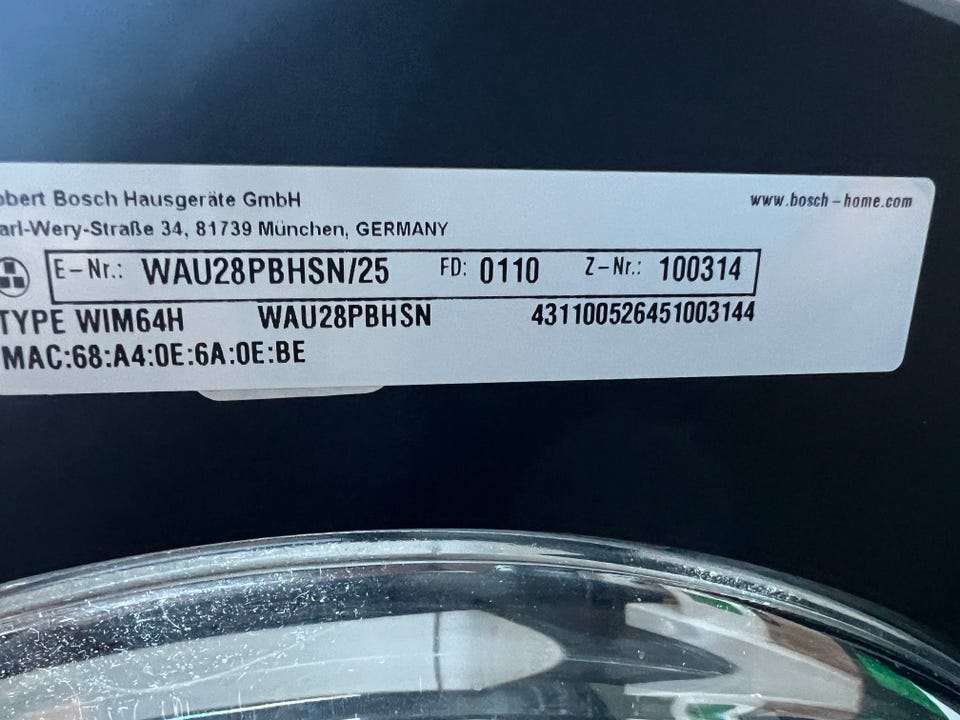 obert Bosch Hausgeräte GmbH www.bosch-home.com
arl-Wery-Straße 34, 81739 München, GERMANY
E-Nr.: WAU28PBHSN/25 FD: 0110 Z-Nr.: 100314
TYPE WIM64H WAU28PBHSN 431100526451003144
MAC:68:A4:0E:6A:0E:BE